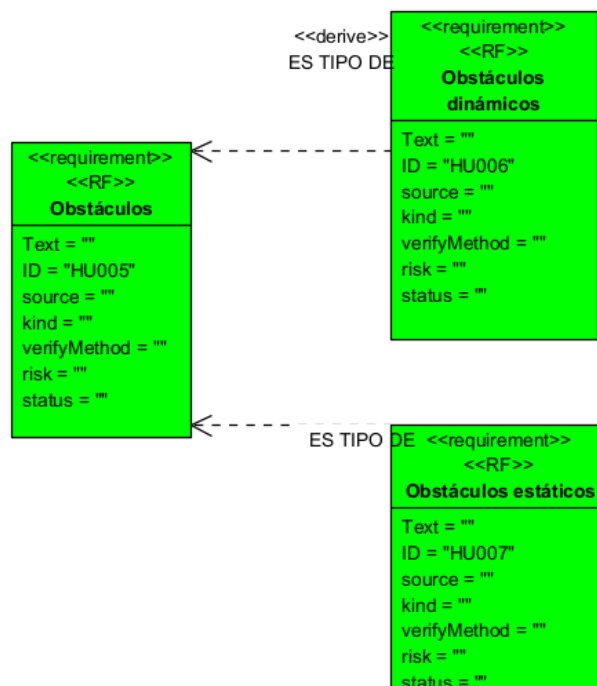 <<derive>>
ES TIPO DE
<<requirement>>
<<RF>>
Obstáculos
dinámicos
Text = ""
ID = "HU006"
source = ""
kind = ""
verifyMethod = ""
risk = ""
status = ""
<<requirement>>
<<RF>>
Obstáculos
Text = ""
ID = "HU005"
source = ""
kind = ""
verifyMethod = ""
risk = ""
status = ""
ES TIPO DE
<<requirement>>
<<RF>>
Obstáculos estáticos
Text = ""
ID = "HU007"
source = ""
kind = ""
verifyMethod = ""
risk = ""
status = ""